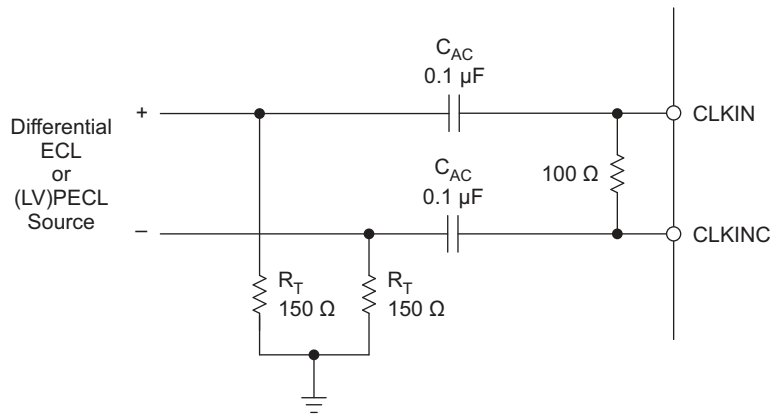 C_AC
0.1 µF
+
CLKIN
Differential
ECL
or
(LV)PECL
Source
C_AC
0.1 µF
100 Ω
–
CLKINC
R_T
150 Ω
R_T
150 Ω